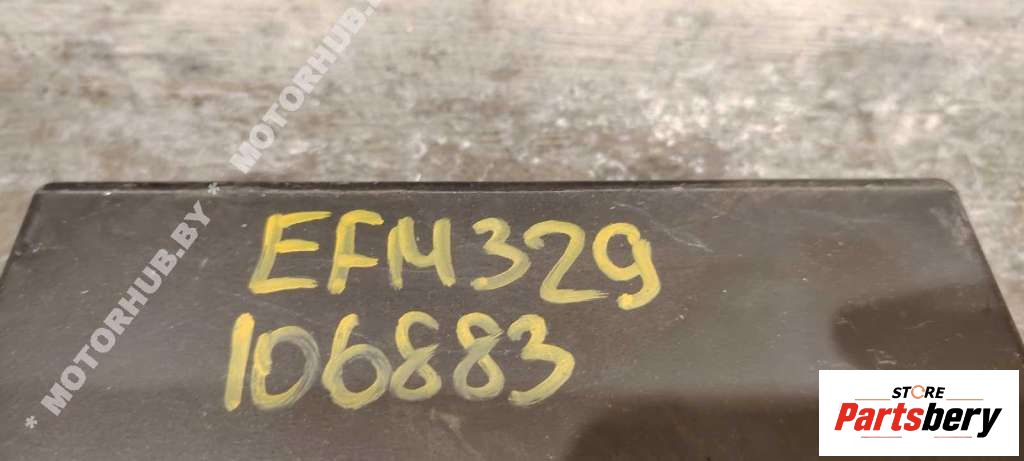 * MOTORHUB.BY * MOTORHUB.BY
EFM329
106883
STORE
Partsbery